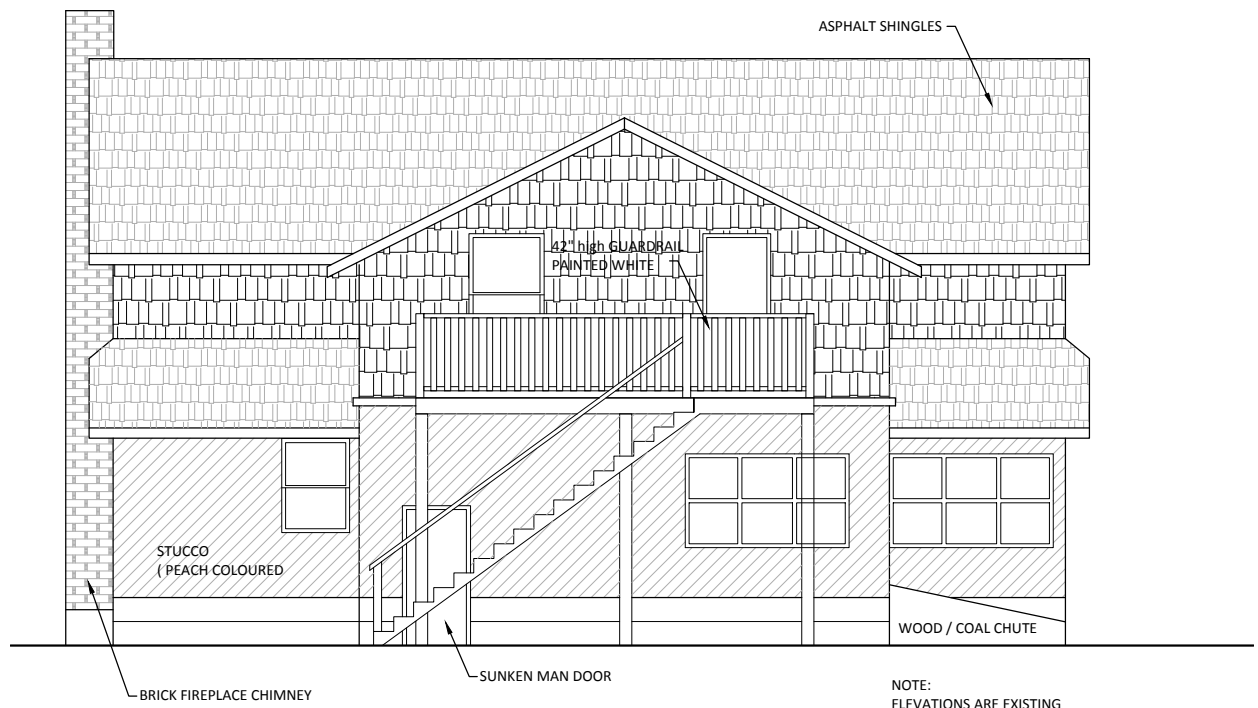 ASPHALT SHINGLES
42" high GUARDRAIL
PAINTED WHITE
STUCCO
( PEACH COLOURED
WOOD / COAL CHUTE
SUNKEN MAN DOOR
BRICK FIREPLACE CHIMNEY
NOTE:
ELEVATIONS ARE EXISTING